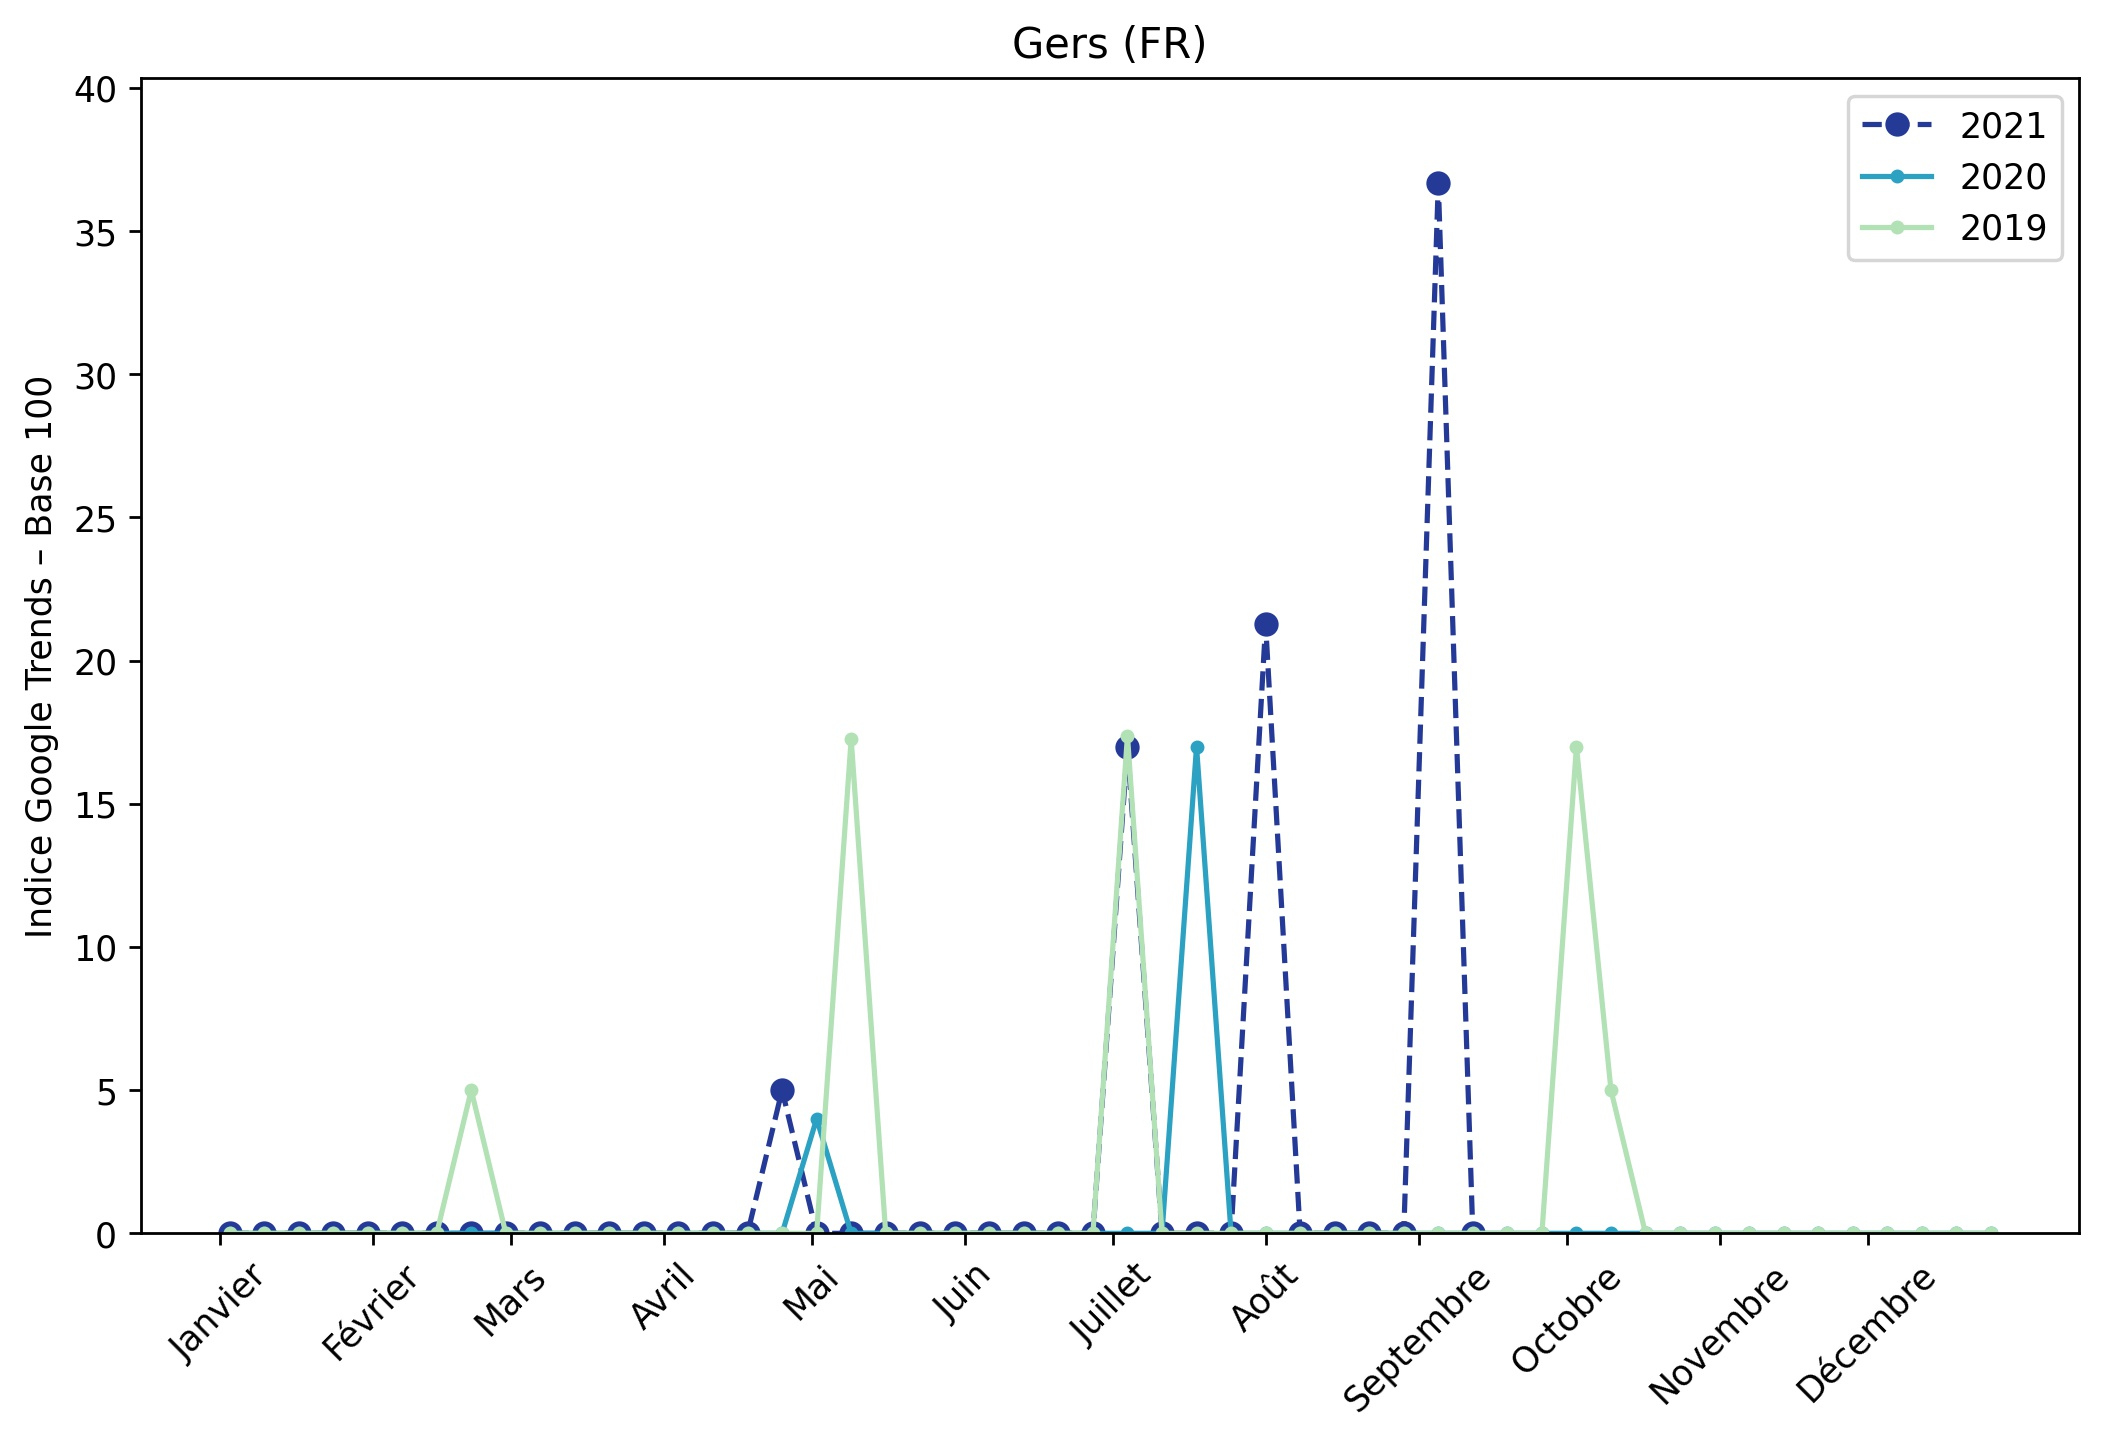 Gers (FR)
40
35
30
25
20
15
10
5
0
Indice Google Trends – Base 100
2021
2020
2019
Janvier
Février
Mars
Avril
Mai
Juin
Juillet
Août
Septembre
Octobre
Novembre
Décembre